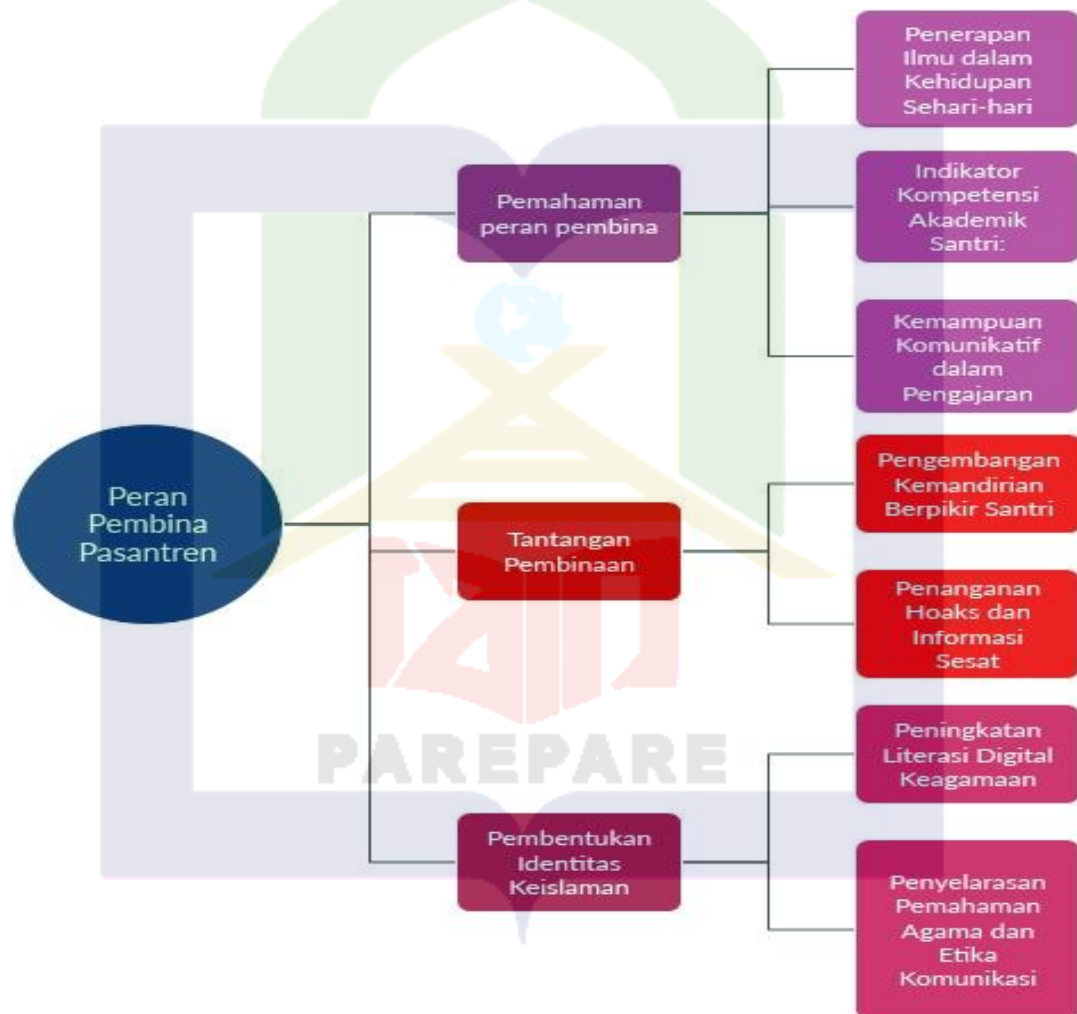 Peran
Pembina
Pasantren
Pemahaman
peran pembina
Penerapan
Ilmu dalam
Kehidupan
Sehari-hari
Indikator
Kompetensi
Akademik
Santri:
Kemampuan
Komunikatif
dalam
Pengajaran
Tantangan
Pembinaan
Pengembangan
Kemandirian
Berpikir Santri
Penanganan
Hoaks dan
Informasi
Sesat
Pembentukan
Identitas
Keislaman
Peningkatan
Literasi Digital
Keagamaan
Penyelarasan
Pemahaman
Agama dan
Etika
Komunikasi
PAREPARE